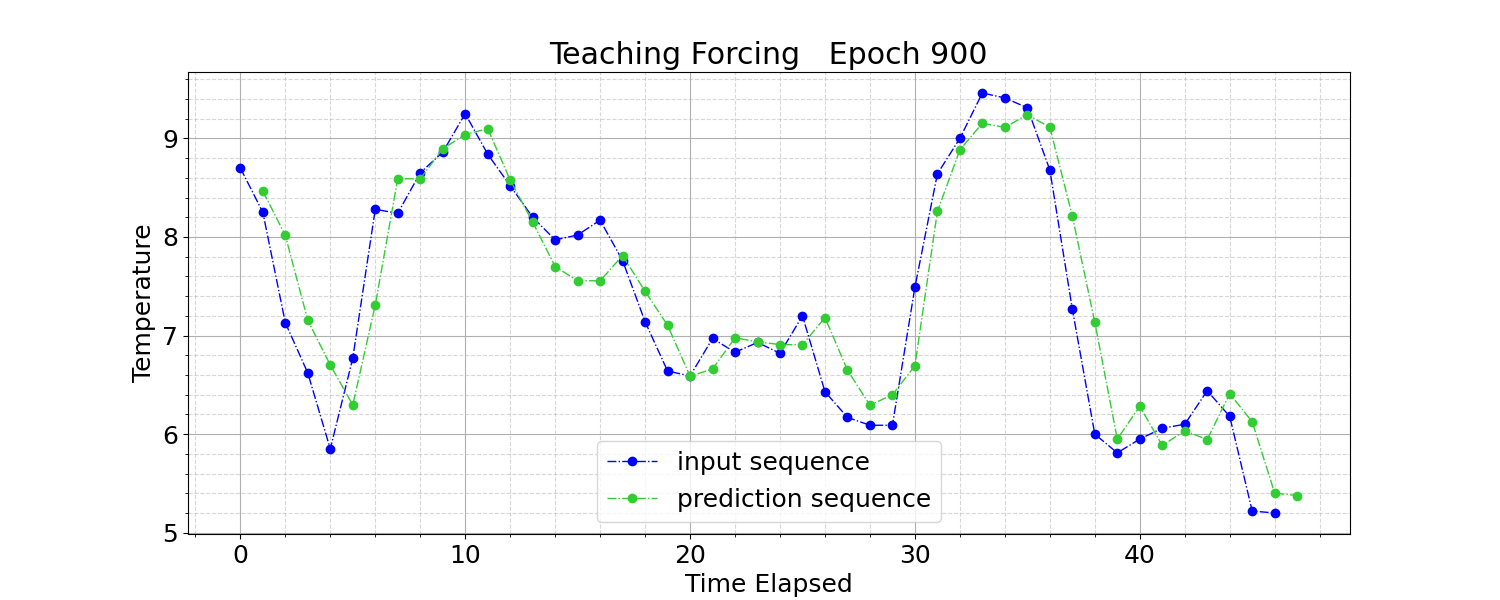 Teaching Forcing   Epoch 900
9
8
7
6
5
Temperature
input sequence
prediction sequence
0 10 20 30 40
Time Elapsed